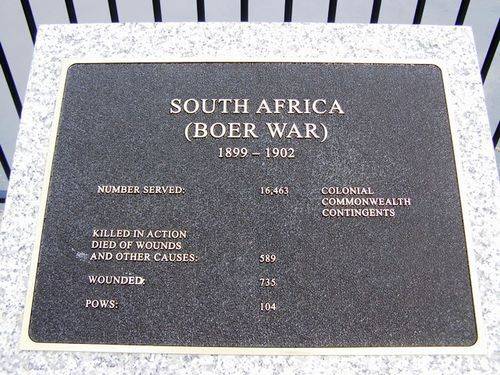 SOUTH AFRICA
(BOER WAR)
1899 – 1902
NUMBER SERVED: 16,463 COLONIAL
COMMONWEALTH
CONTINGENTS
KILLED IN ACTION
DIED OF WOUNDS
AND OTHER CAUSES: 589
WOUNDED: 735
POWS: 104